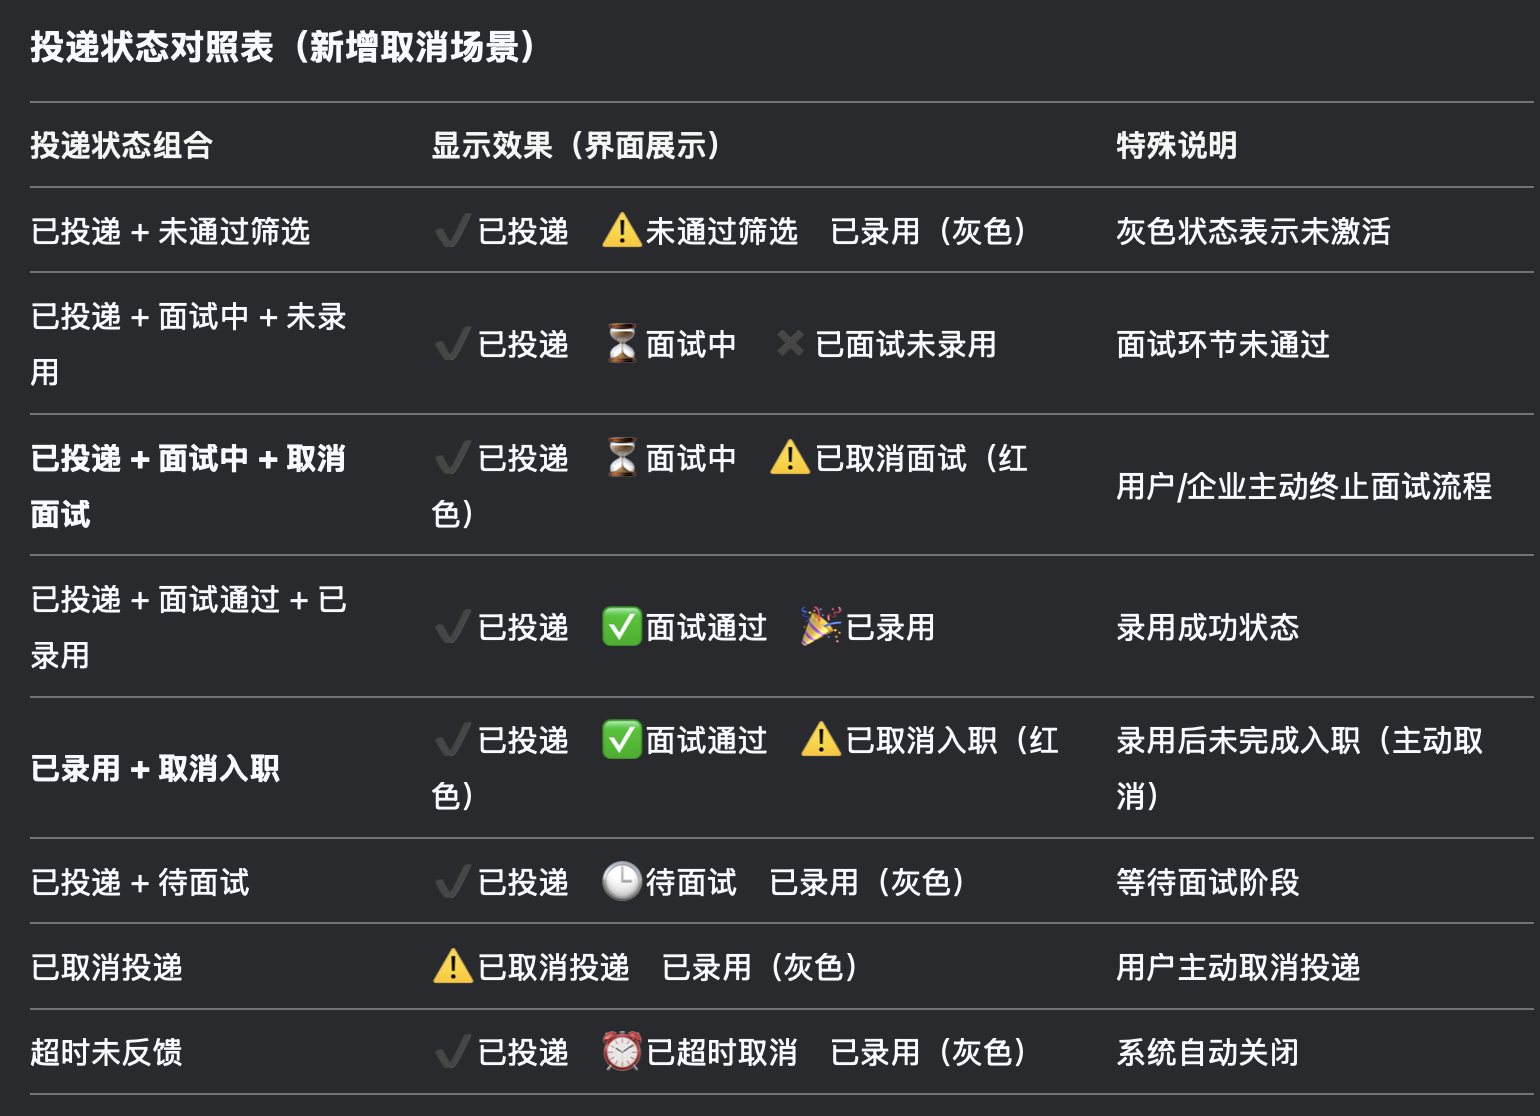 投递状态对照表（新增取消场景）
投递状态组合 显示效果（界面展示） 特殊说明
已投递 + 未通过筛选 ✔已投递 ⚠️未通过筛选 已录用（灰色） 灰色状态表示未激活
已投递 + 面试中 + 未录
用
✔已投递 ⏳面试中 ✖ 已面试未录用 面试环节未通过
已投递 + 面试中 + 取消
面试
✔已投递 ⏳面试中 ⚠️已取消面试（红
色）
用户/企业主动终止面试流程
已投递 + 面试通过 + 已
录用
✔已投递 ✅面试通过 🎉已录用 录用成功状态
已录用 + 取消入职
✔已投递 ✅面试通过 ⚠️已取消入职（红
色）
录用后未完成入职（主动取
消）
已投递 + 待面试 ✔已投递 🕒待面试 已录用（灰色） 等待面试阶段
已取消投递 ⚠️已取消投递 已录用（灰色） 用户主动取消投递
超时未反馈 ✔已投递 ⏰已超时取消 已录用（灰色） 系统自动关闭